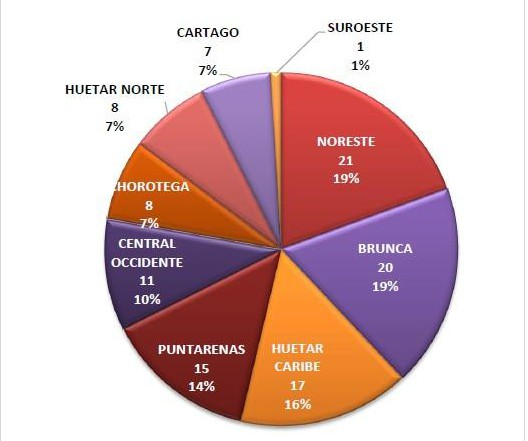 SUROESTE
1
1%
NORESTE
21
19%
BRUNCA
20
19%
HUETAR
CARIBE
17
16%
PUNTARENAS
15
14%
CENTRAL
OCCIDENTE
11
10%
CHOROTEGA
8
7%
HUETAR NORTE
8
7%
CARTAGO
7
7%